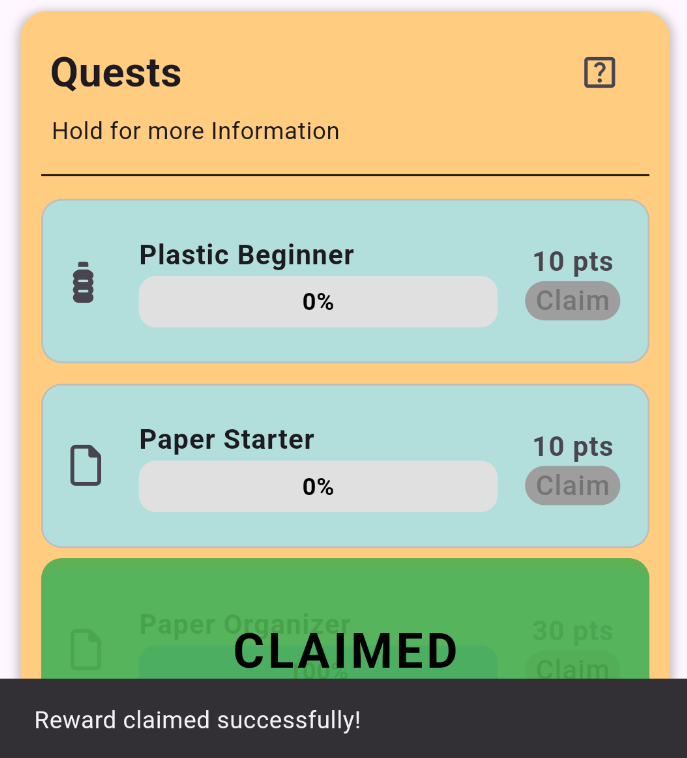 Quests
Hold for more Information
Plastic Beginner
10 pts
0%
Claim
Paper Starter
10 pts
0%
Claim
Paper Organizer
30 pts
CLAIMED
100%
Claim
Reward claimed successfully!